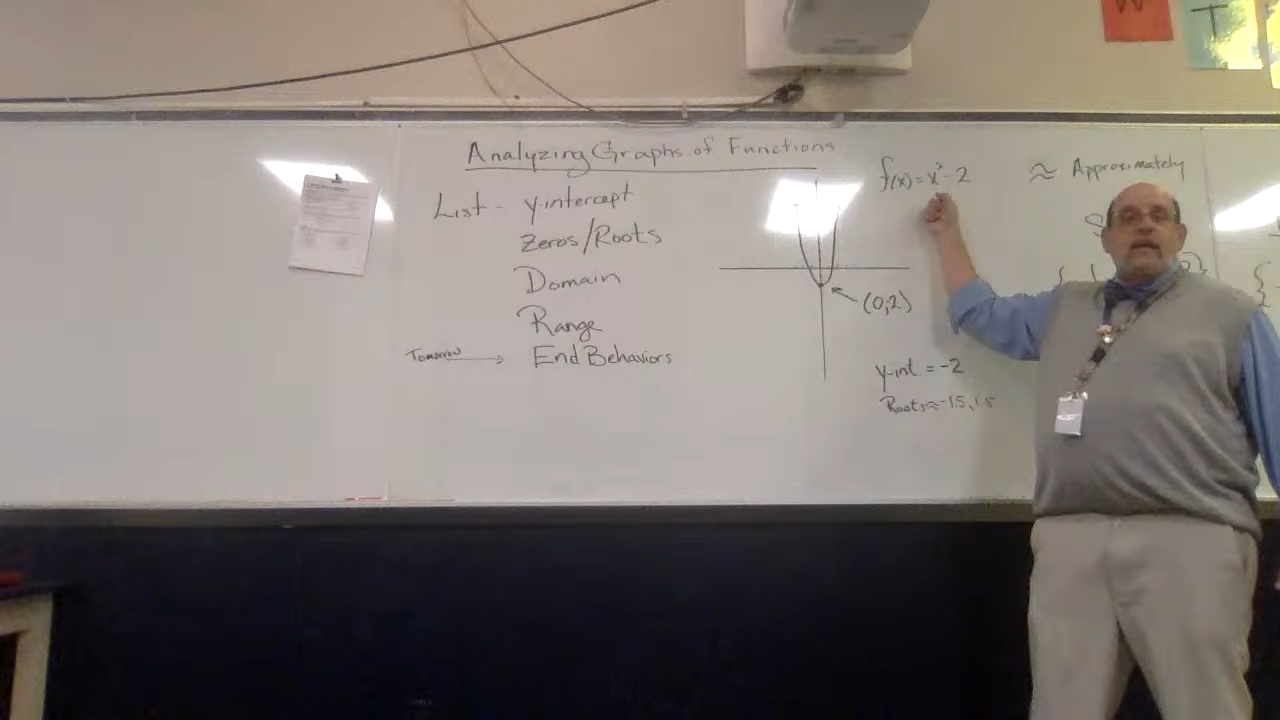 Analyzing Graphs of Functions
List - y-intercept
Zeros/Roots
Domain
Range
Tomorrow → End Behaviors
f(x)=x²-2
(0,2)
y-int. = -2
Roots≈-1.5, 1.5
≈ Approximately
W
T